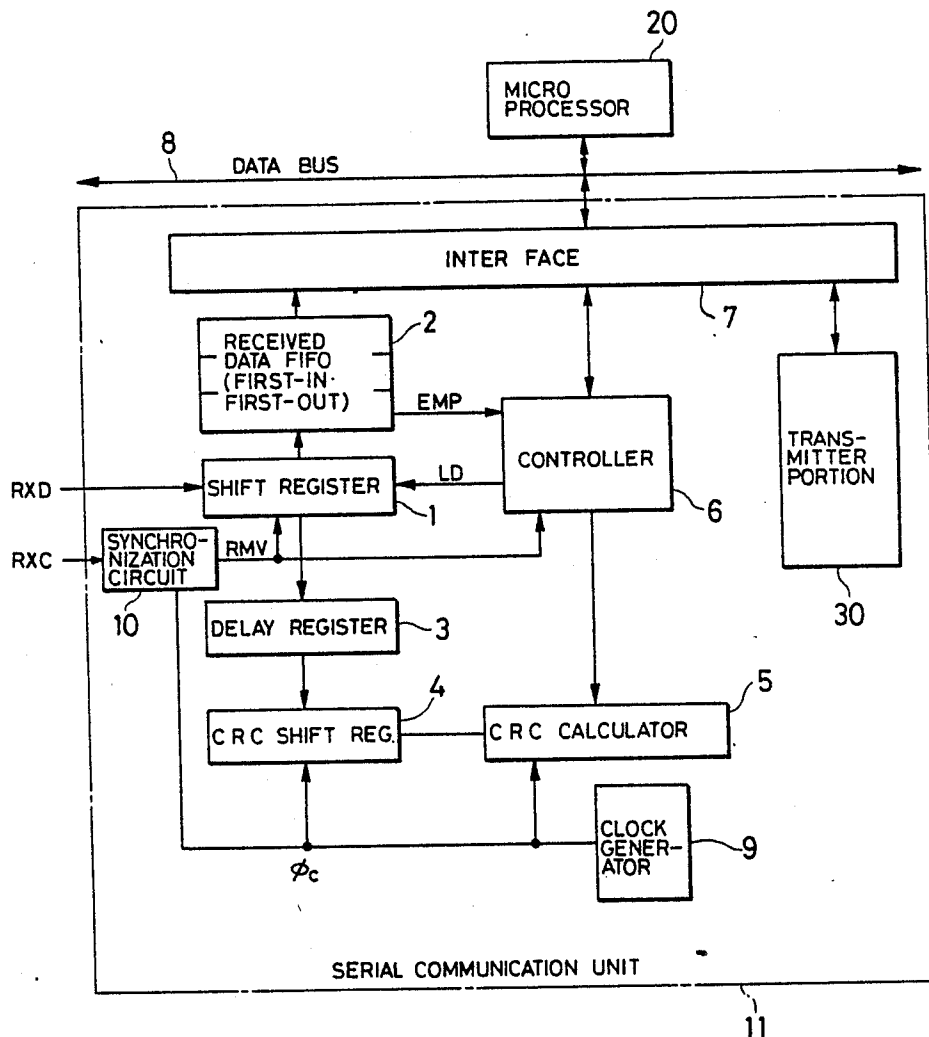 20
MICRO
PROCESSOR
8
DATA BUS
INTER FACE
7
2
RECEIVED
DATA FIFO
(FIRST-IN·
FIRST-OUT)
EMP
CONTROLLER
6
TRANS-
MITTER
PORTION
30
RXD
SHIFT REGISTER
LD
1
RXC
SYNCHRO-
NIZATION
CIRCUIT
RMV
10
DELAY REGISTER
3
4
CRC SHIFT REG.
5
CRC CALCULATOR
CLOCK
GENER-
ATOR
9
ϕc
SERIAL COMMUNICATION UNIT
11